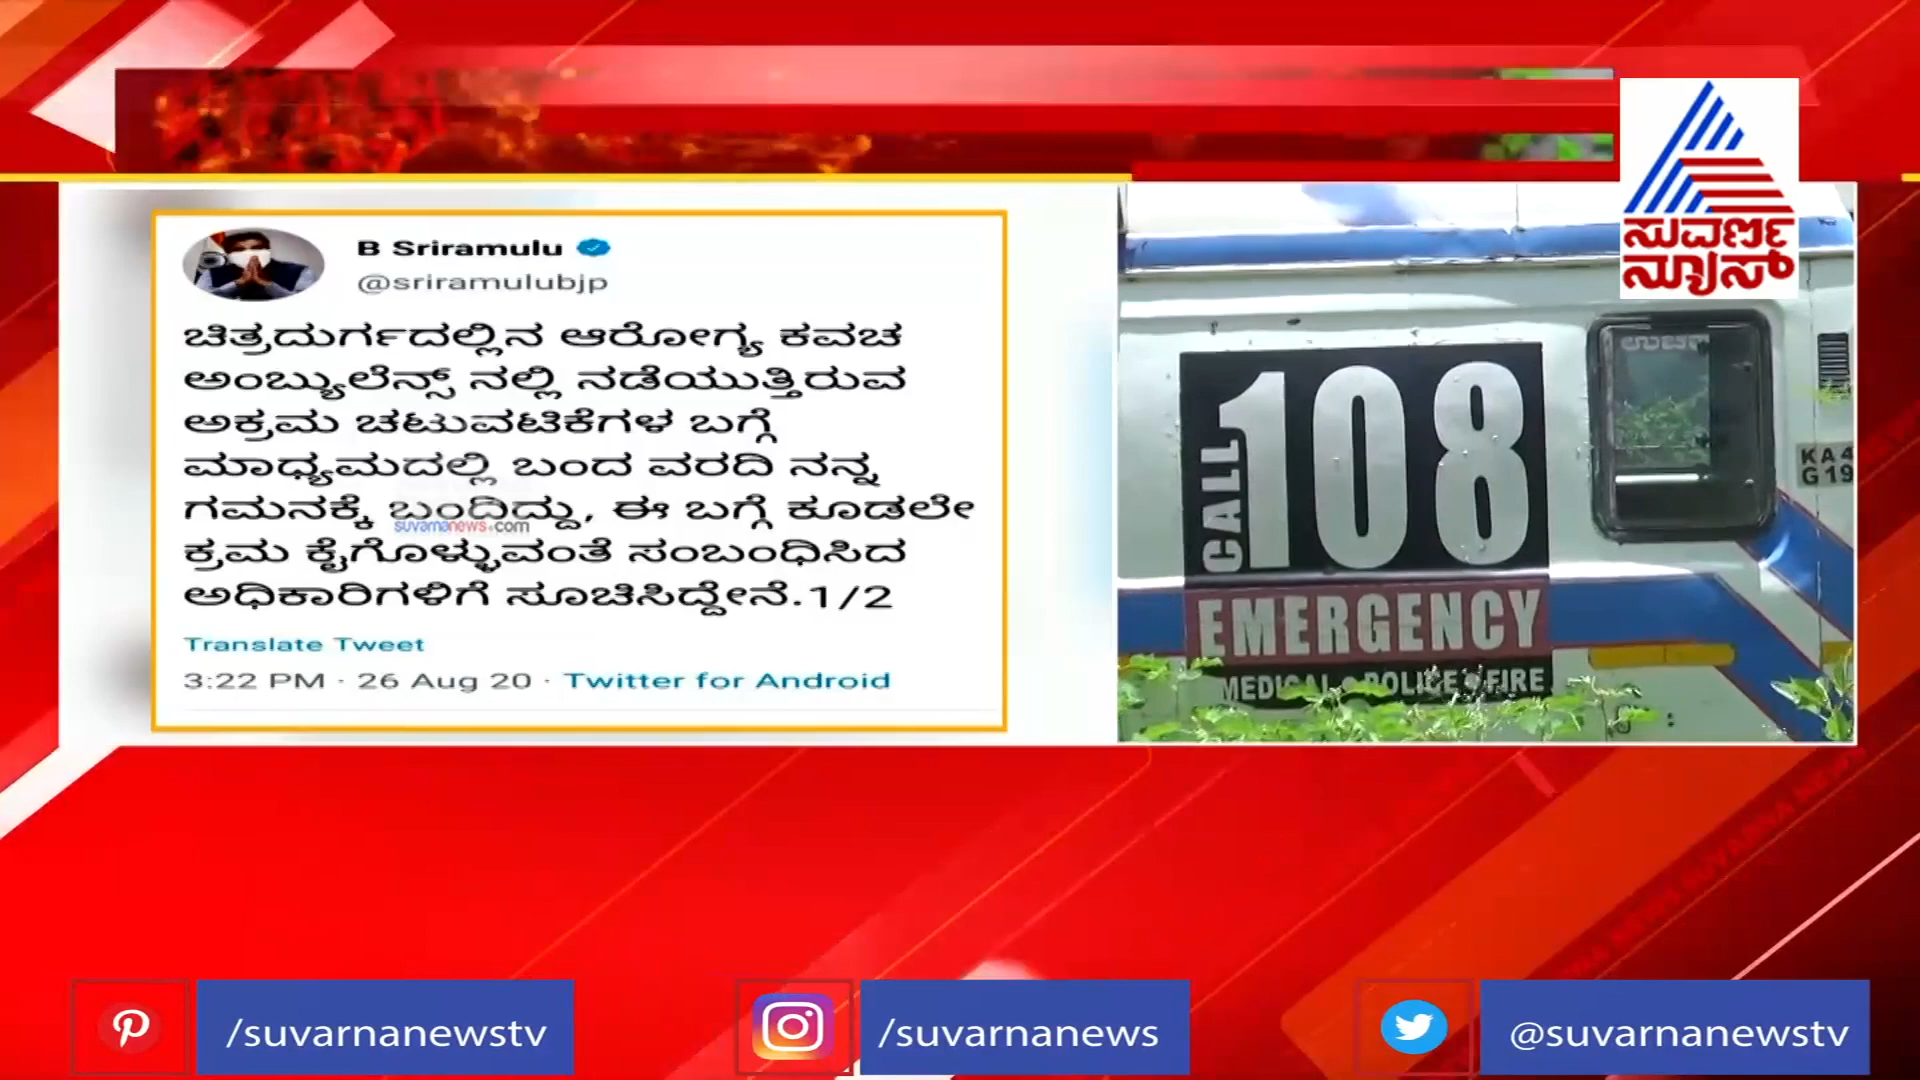 ಸುವರ್ಣ
ನ್ಯೂಸ್
B Sriramulu
@sriramulubjp
ಚಿತ್ರದುರ್ಗದಲ್ಲಿನ ಆರೋಗ್ಯ ಕವಚ
ಅಂಬ್ಯುಲೆನ್ಸ್ ನಲ್ಲಿ ನಡೆಯುತ್ತಿರುವ
ಅಕ್ರಮ ಚಟುವಟಿಕೆಗಳ ಬಗ್ಗೆ
ಮಾಧ್ಯಮದಲ್ಲಿ ಬಂದ ವರದಿ ನನ್ನ
ಗಮನಕ್ಕೆ ಬಂದಿದ್ದು, ಈ ಬಗ್ಗೆ ಕೂಡಲೇ
suvarnanews.com
ಕ್ರಮ ಕೈಗೊಳ್ಳುವಂತೆ ಸಂಬಂಧಿಸಿದ
ಅಧಿಕಾರಿಗಳಿಗೆ ಸೂಚಿಸಿದ್ದೇನೆ.1/2
Translate Tweet
3:22 PM · 26 Aug 20 · Twitter for Android
CALL 108
EMERGENCY
MEDICAL • POLICE • FIRE
KA 4
G 19
/suvarnanewstv
/suvarnanews
@suvarnanewstv